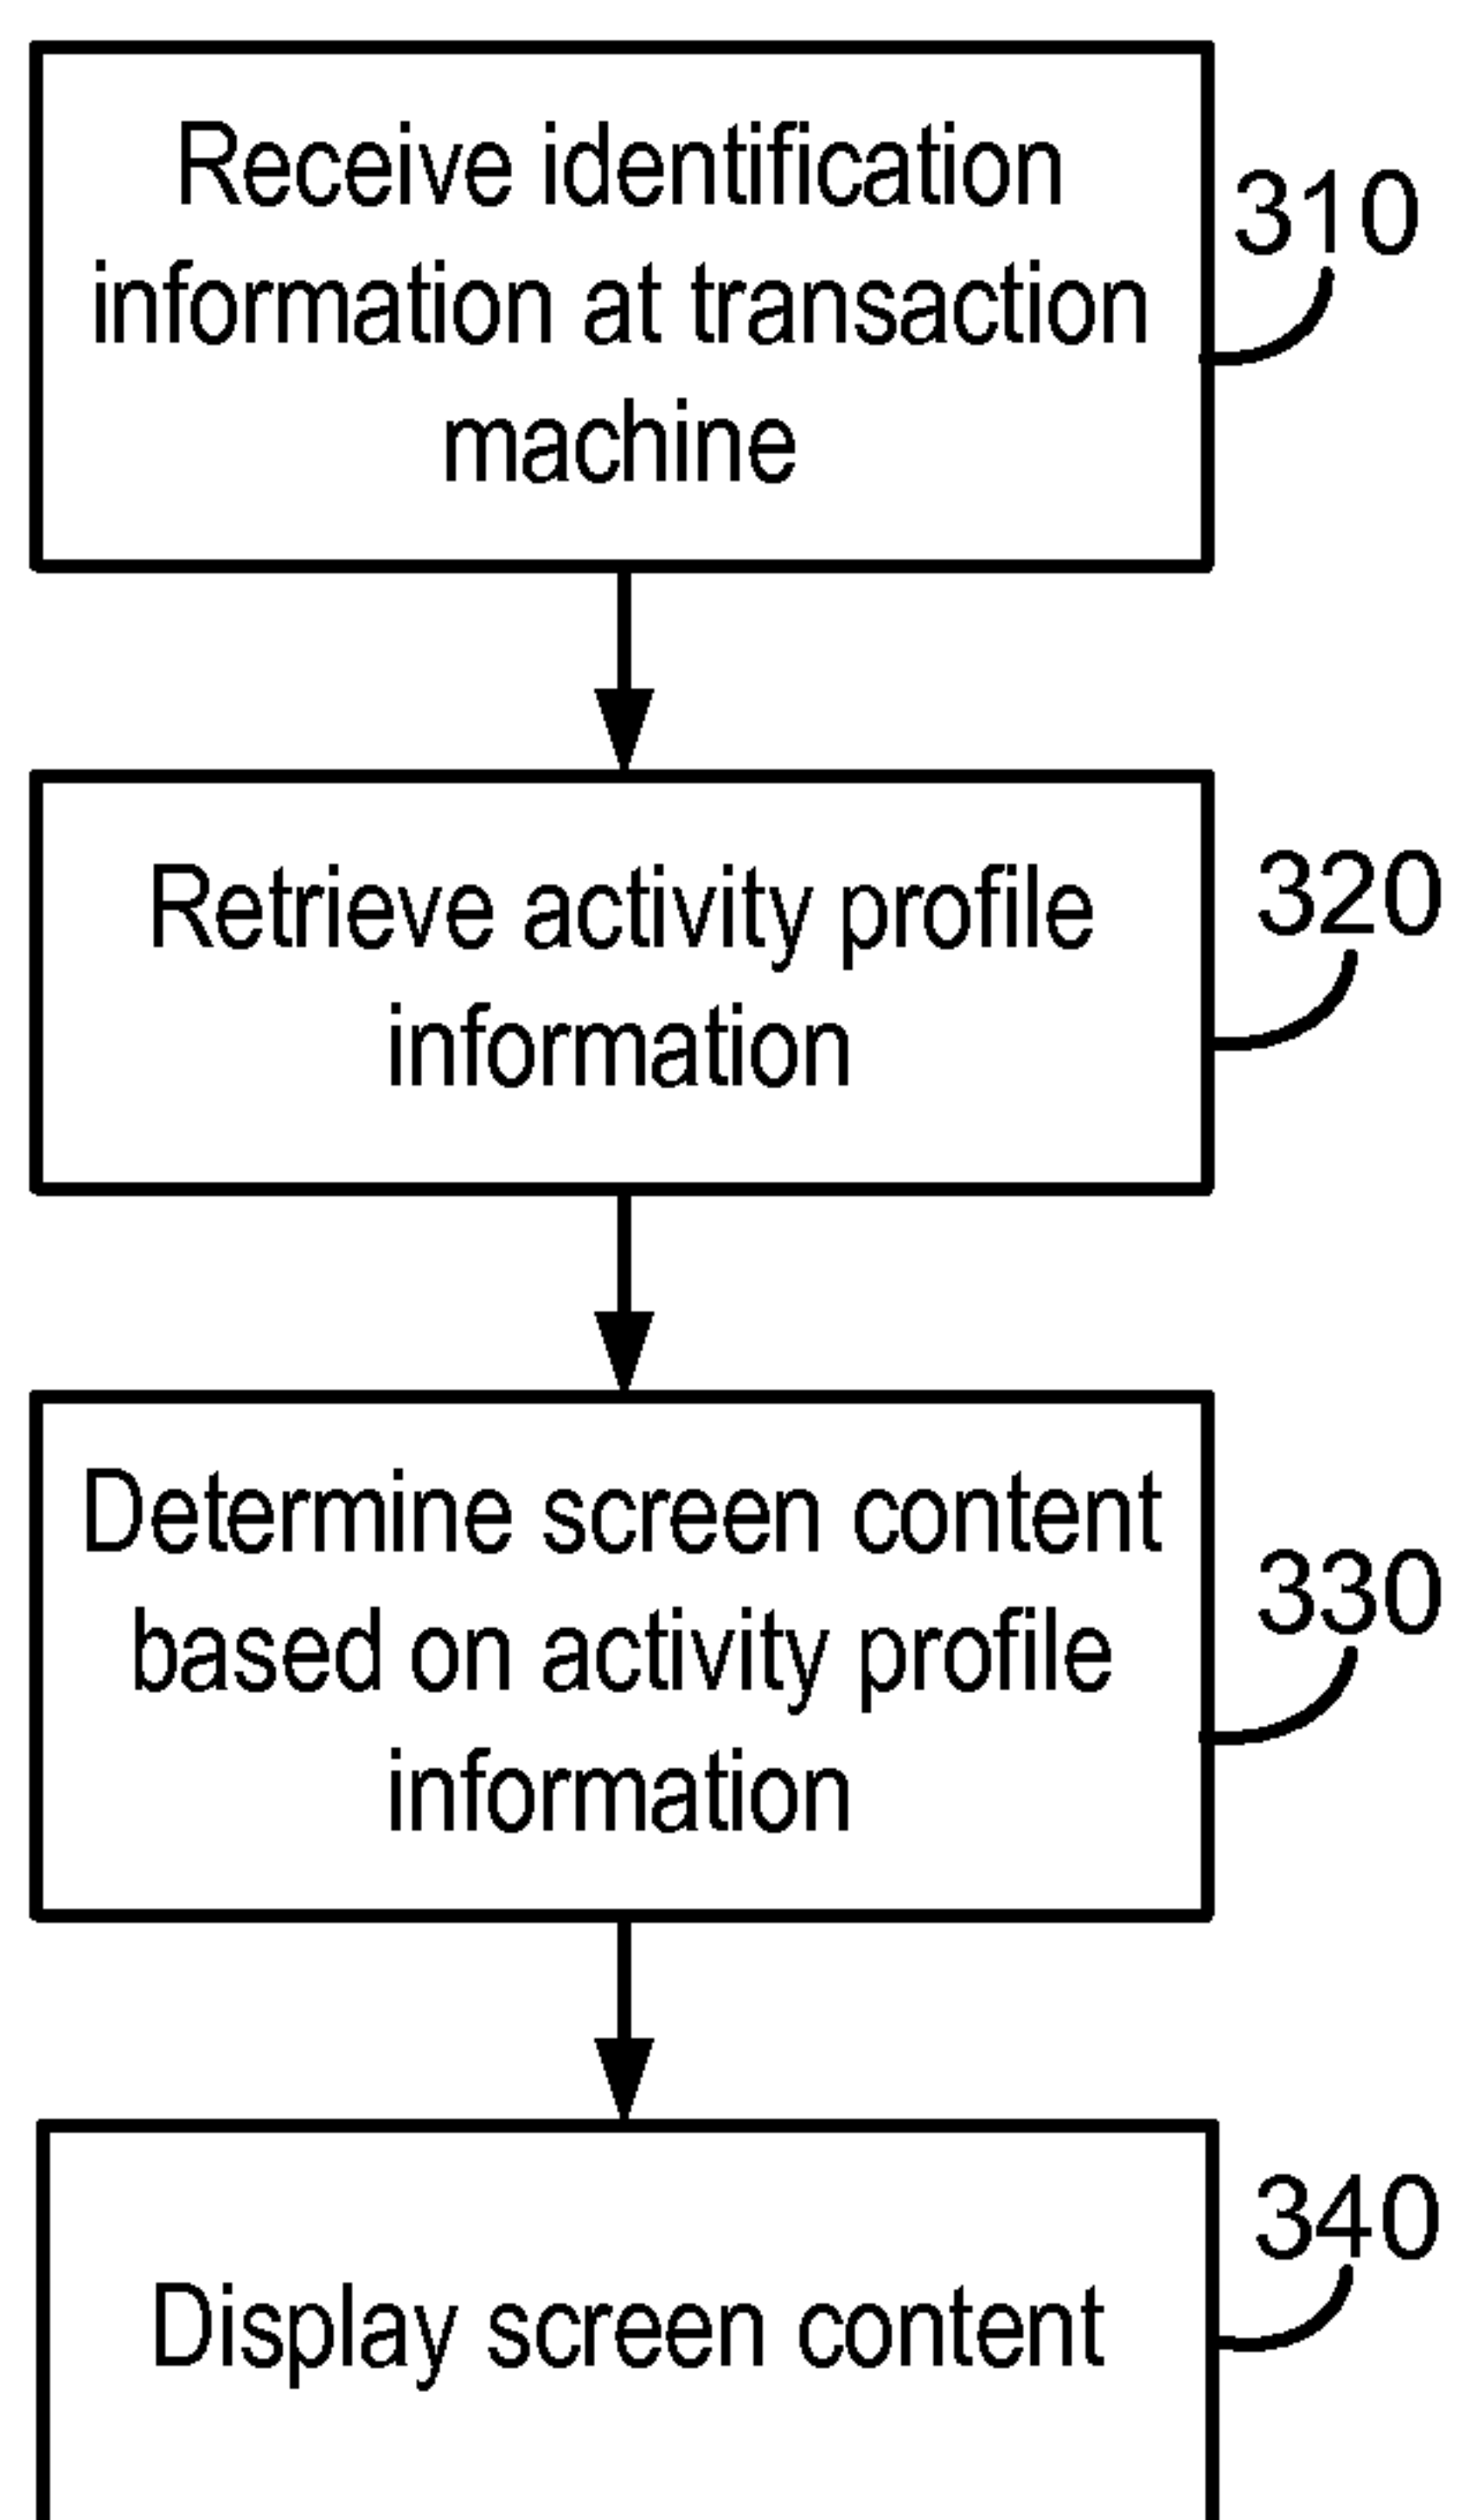 Receive identification
information at transaction
machine
310
Retrieve activity profile
information
320
Determine screen content
based on activity profile
information
330
Display screen content
340